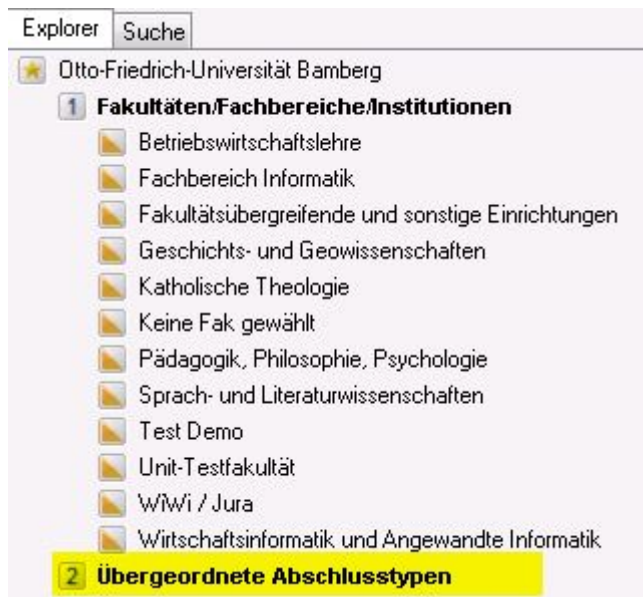 Explorer Suche
Otto-Friedrich-Universität Bamberg
1 Fakultäten/Fachbereiche/Institutionen
Betriebswirtschaftslehre
Fachbereich Informatik
Fakultätsübergreifende und sonstige Einrichtungen
Geschichts- und Geowissenschaften
Katholische Theologie
Keine Fak gewählt
Pädagogik, Philosophie, Psychologie
Sprach- und Literaturwissenschaften
Test Demo
Unit-Testfakultät
WiWi / Jura
Wirtschaftsinformatik und Angewandte Informatik
2 Übergeordnete Abschlusstypen